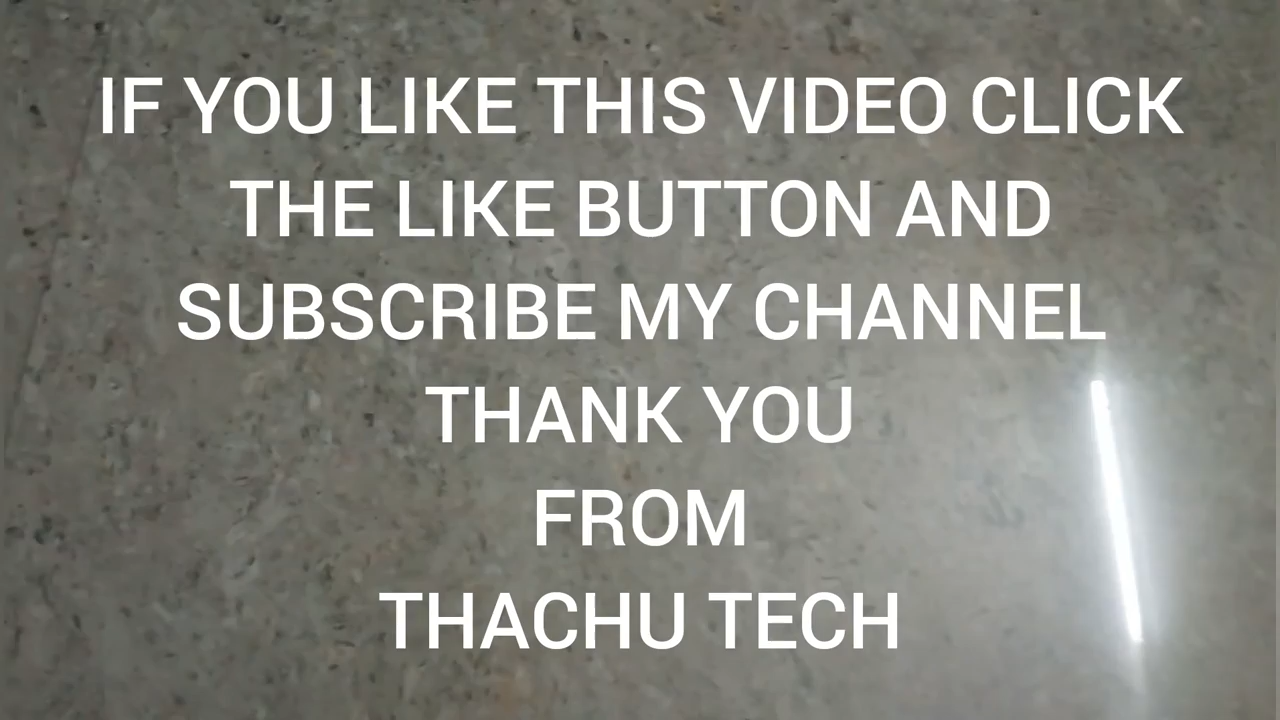 IF YOU LIKE THIS VIDEO CLICK
THE LIKE BUTTON AND
SUBSCRIBE MY CHANNEL
THANK YOU
FROM
THACHU TECH